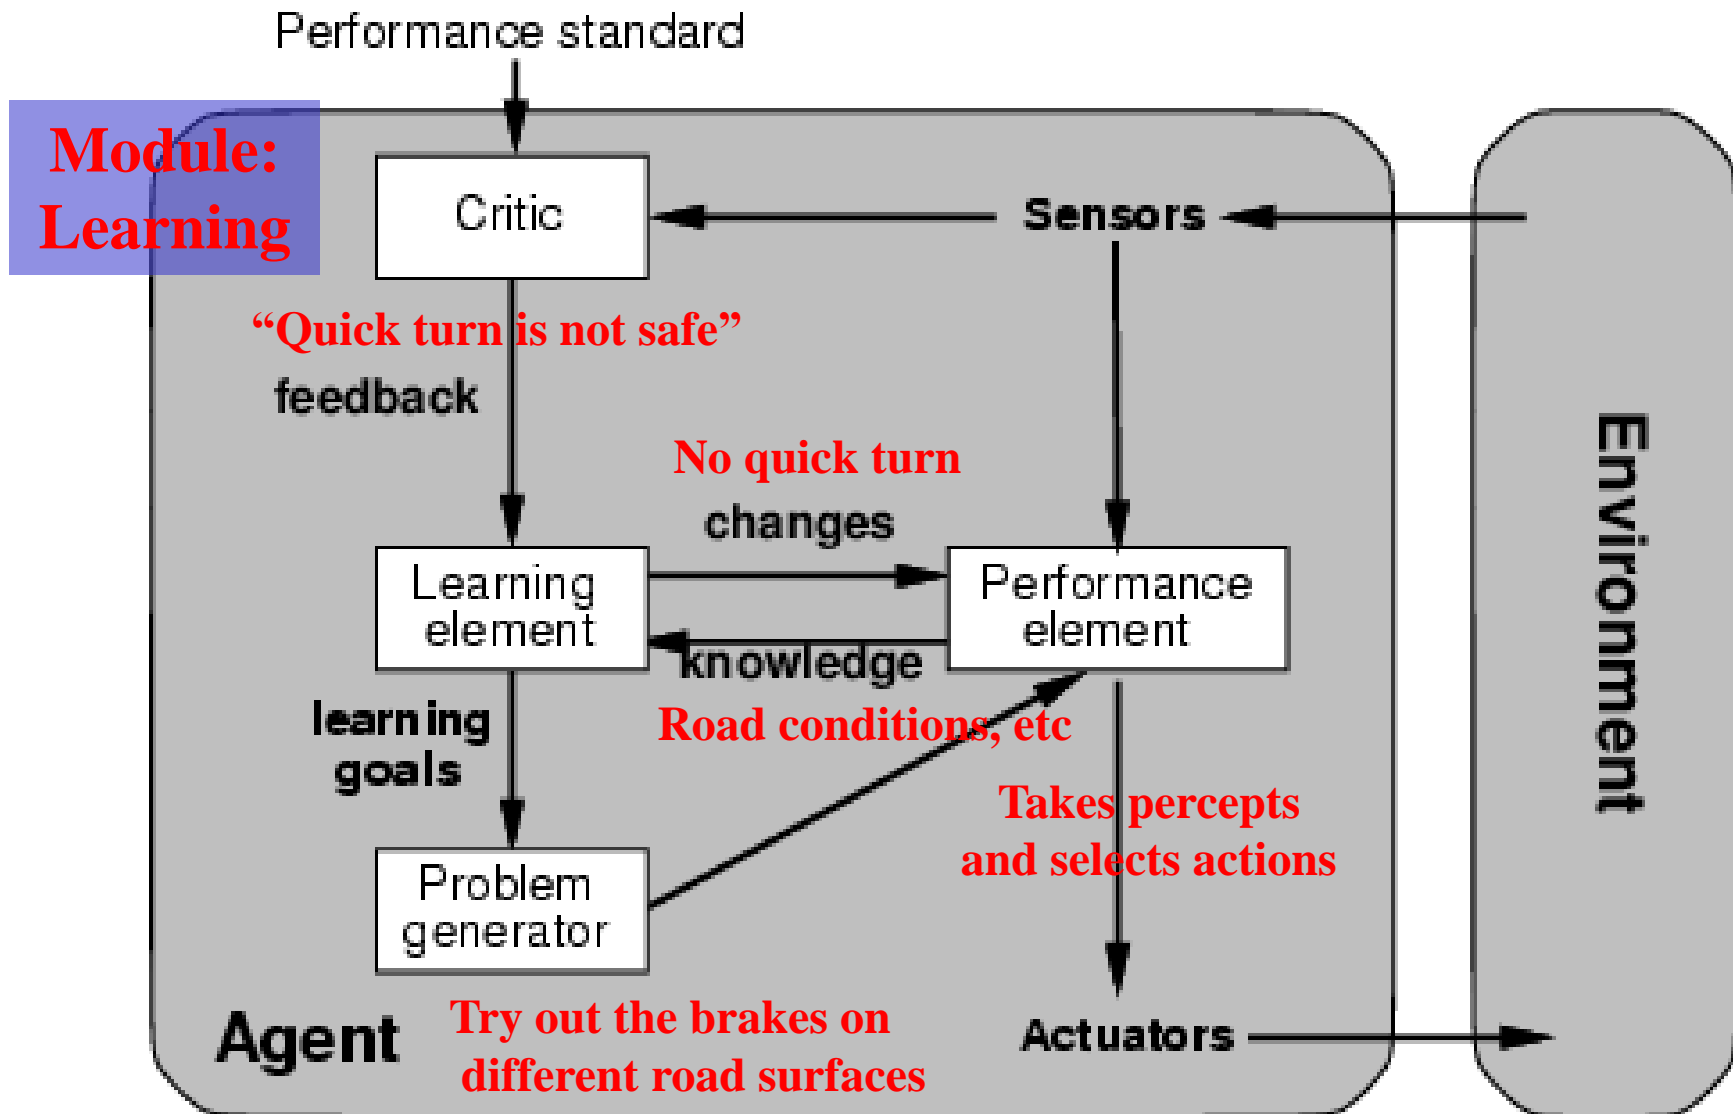 Performance standard
Module:
Learning
Critic
Sensors
“Quick turn is not safe”
feedback
No quick turn
changes
Learning
element
Performance
element
knowledge
Road conditions, etc
learning
goals
Takes percepts
and selects actions
Problem
generator
Agent
Try out the brakes on
different road surfaces
Actuators
Environment